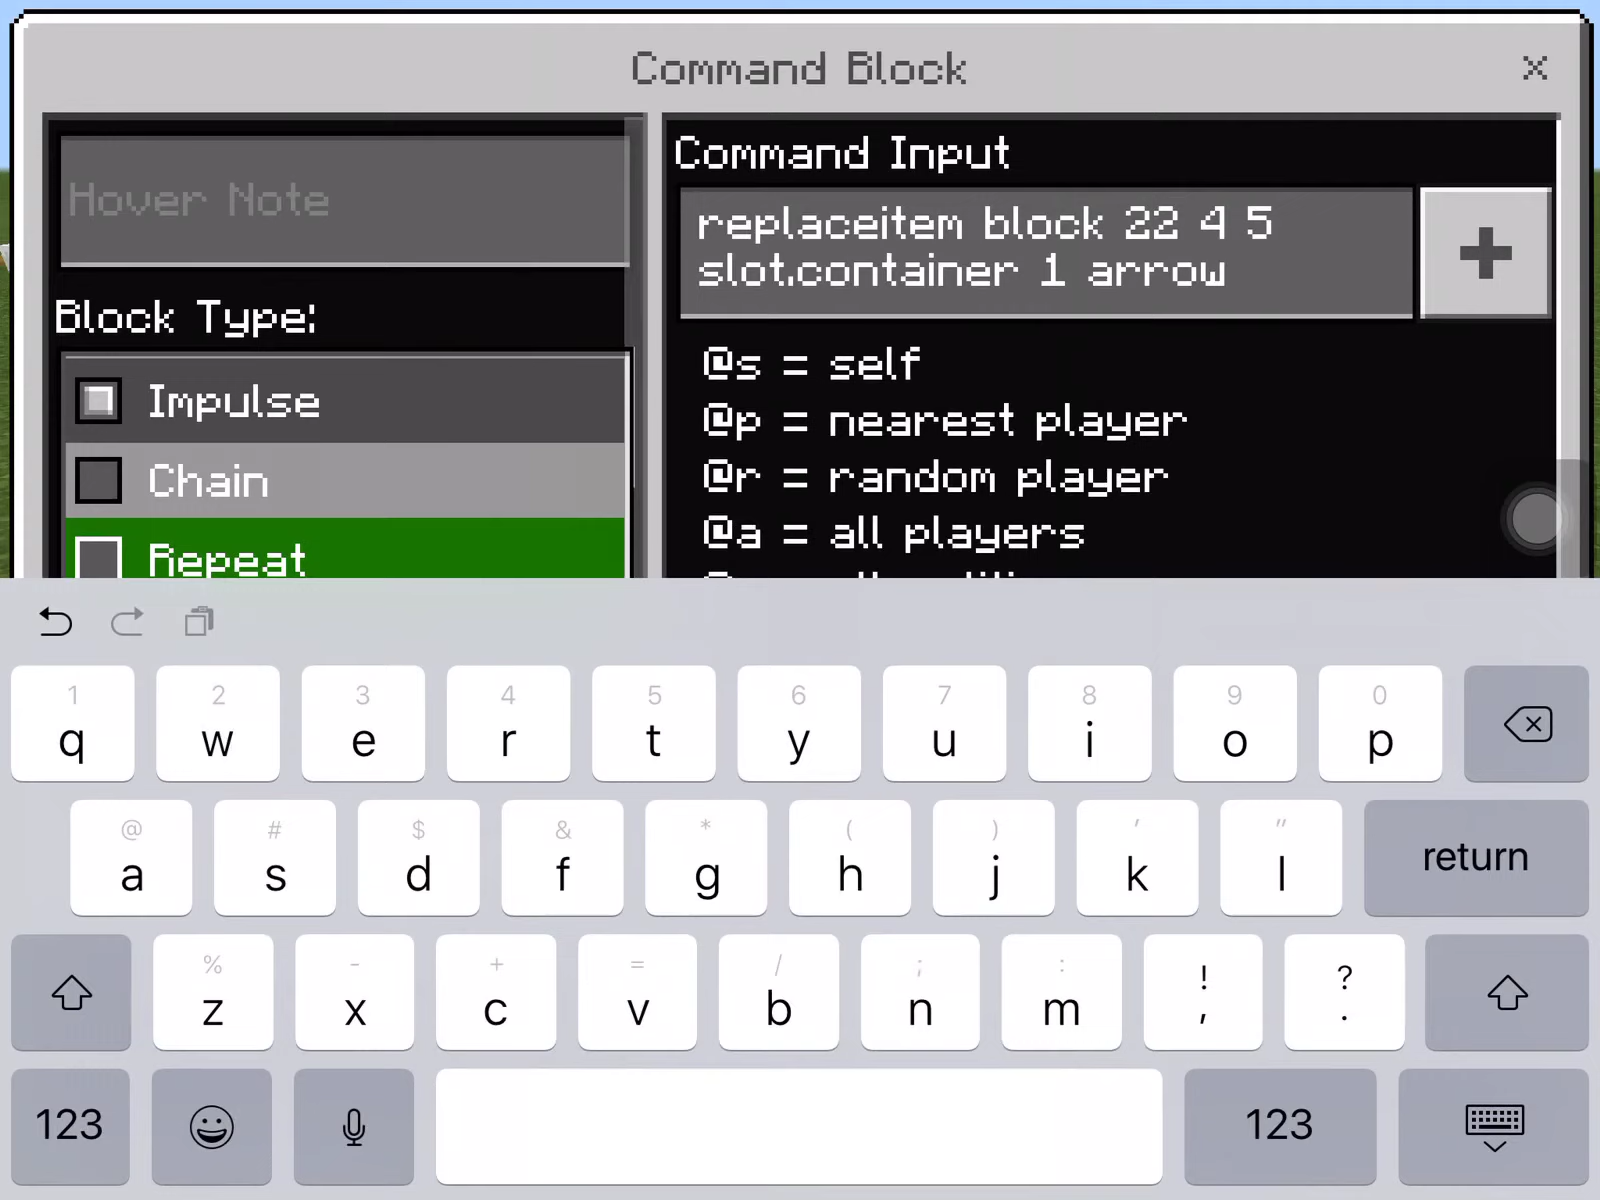 Command Block
Hover Note
Block Type:
Impulse
Chain
Repeat
Command Input
replaceitem block 22 4 5
slot.container 1 arrow
@s = self
@p = nearest player
@r = random player
@a = all players
1 2 3 4 5 6 7 8 9 0
q w e r t y u i o p
@ # $ & * ( ) ' "
a s d f g h j k l return
% - + = / ; : ! ?
z x c v b n m , .
123 123